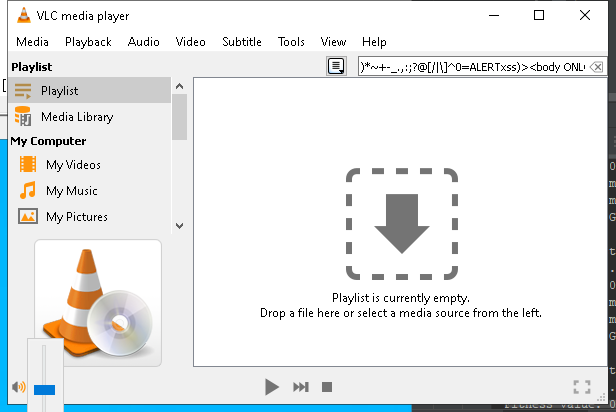 VLC media player
Media Playback Audio Video Subtitle Tools View Help
Playlist
)*~+-_.,:;?@[/|\]^0=ALERTxss)><body ONL
Playlist
Media Library
My Computer
My Videos
My Music
My Pictures
Playlist is currently empty.
Drop a file here or select a media source from the left.